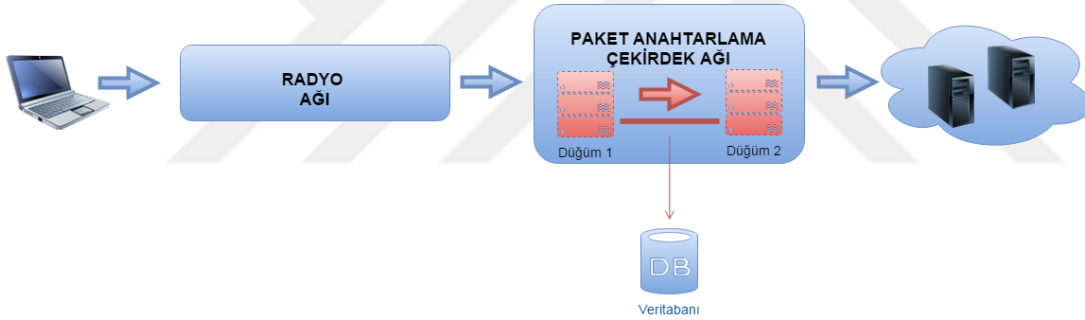 RADYO
AĞI
PAKET ANAHTARLAMA
ÇEKİRDEK AĞI
Düğüm 1
Düğüm 2
DB
Veritabanı